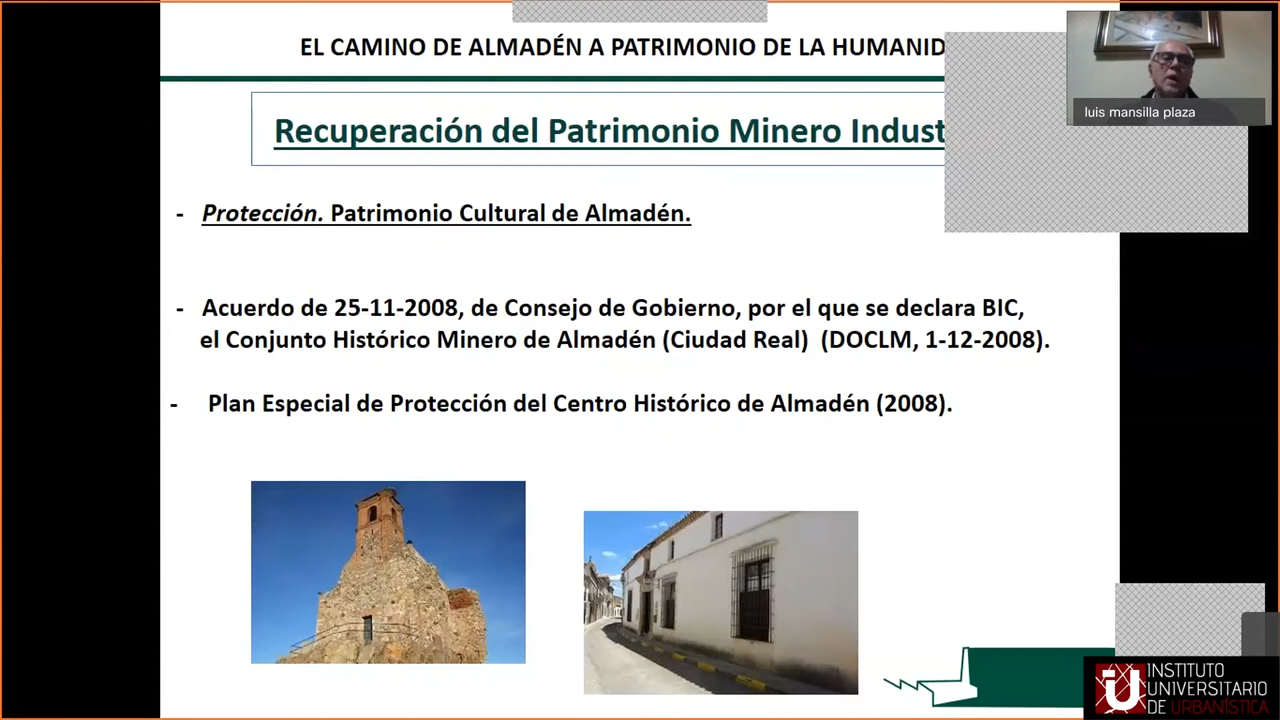 EL CAMINO DE ALMADÉN A PATRIMONIO DE LA HUMANID
luis mansilla plaza
Recuperación del Patrimonio Minero Indust
- Protección. Patrimonio Cultural de Almadén.
- Acuerdo de 25-11-2008, de Consejo de Gobierno, por el que se declara BIC,
el Conjunto Histórico Minero de Almadén (Ciudad Real) (DOCLM, 1-12-2008).
- Plan Especial de Protección del Centro Histórico de Almadén (2008).
INSTITUTO
UNIVERSITARIO
DE URBANÍSTICA